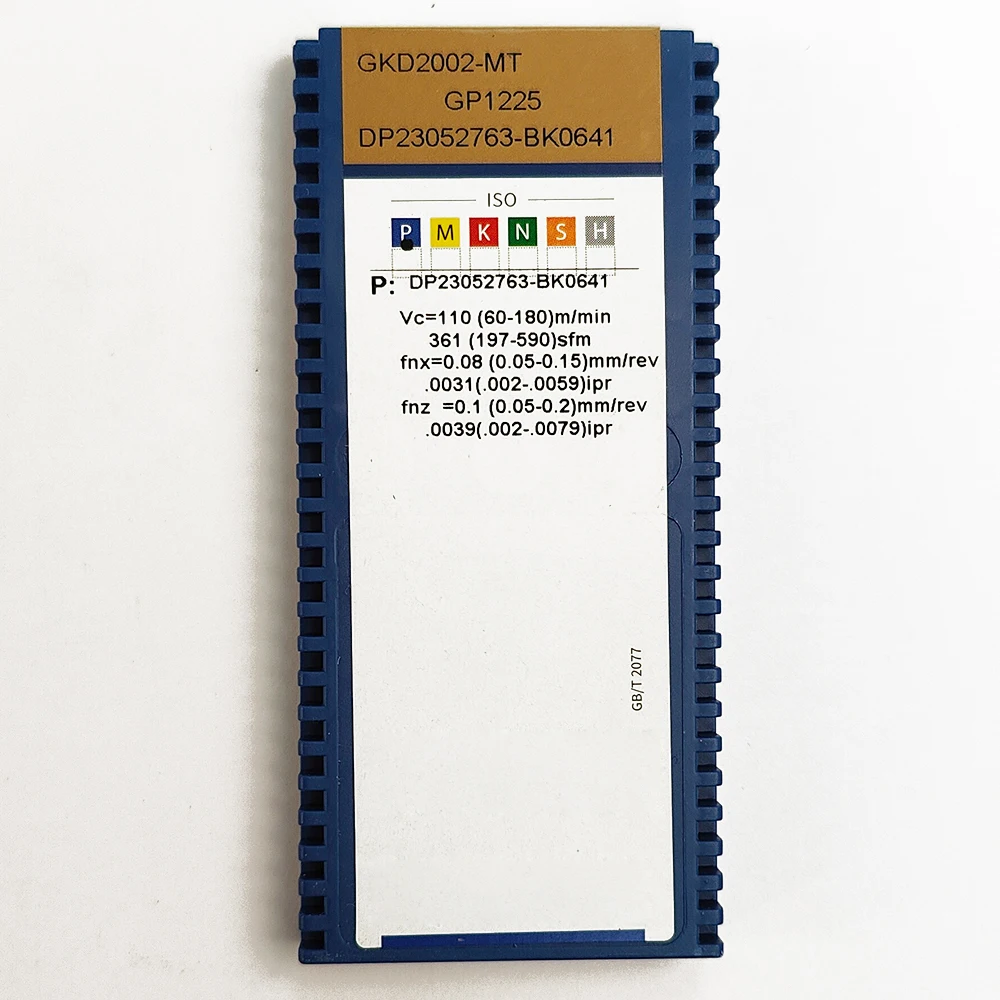 GKD2002-MT
GP1225
DP23052763-BK0641
ISO
P M K N S H
P: DP23052763-BK0641
Vc=110 (60-180)m/min
361 (197-590)sfm
fnx=0.08 (0.05-0.15)mm/rev
.0031(.002-.0059)ipr
fnz =0.1 (0.05-0.2)mm/rev
.0039(.002-.0079)ipr
GB/T 2077